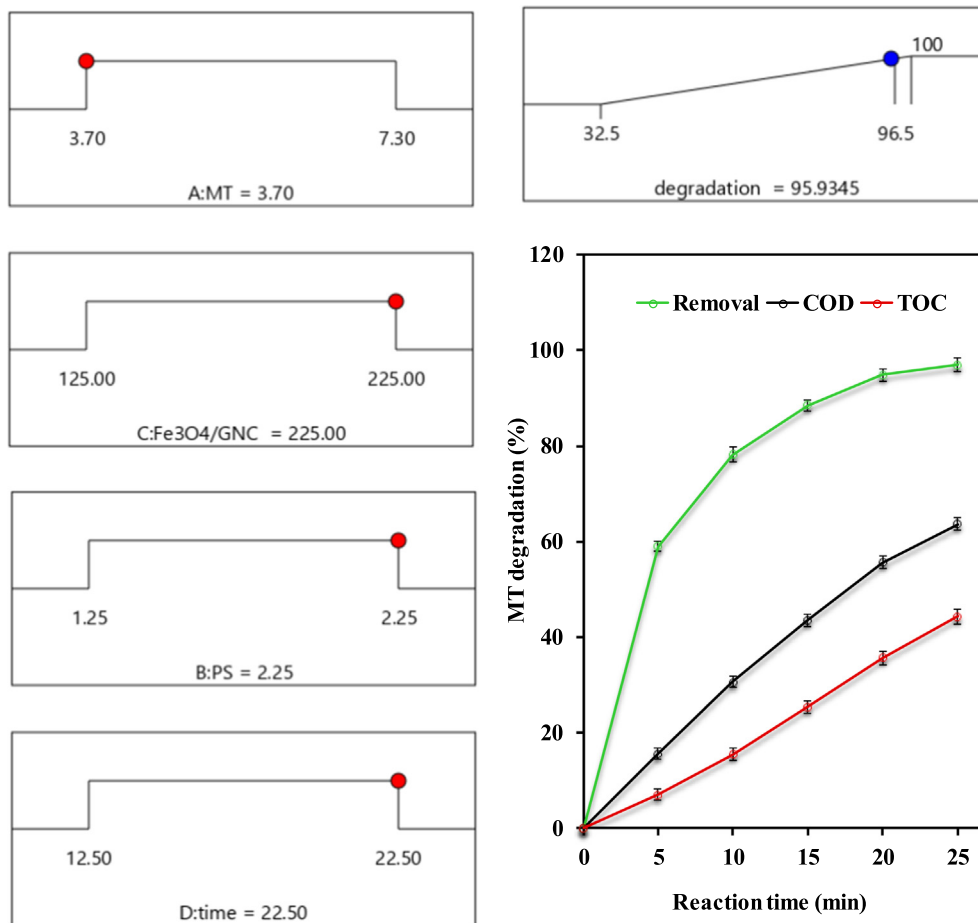 3.70 7.30
A:MT = 3.70
100
32.5 96.5
degradation = 95.9345
125.00 225.00
C:Fe3O4/GNC = 225.00
1.25 2.25
B:PS = 2.25
12.50 22.50
D:time = 22.50
MT degradation (%)
120
100
80
60
40
20
0
Removal COD TOC
0 5 10 15 20 25
Reaction time (min)